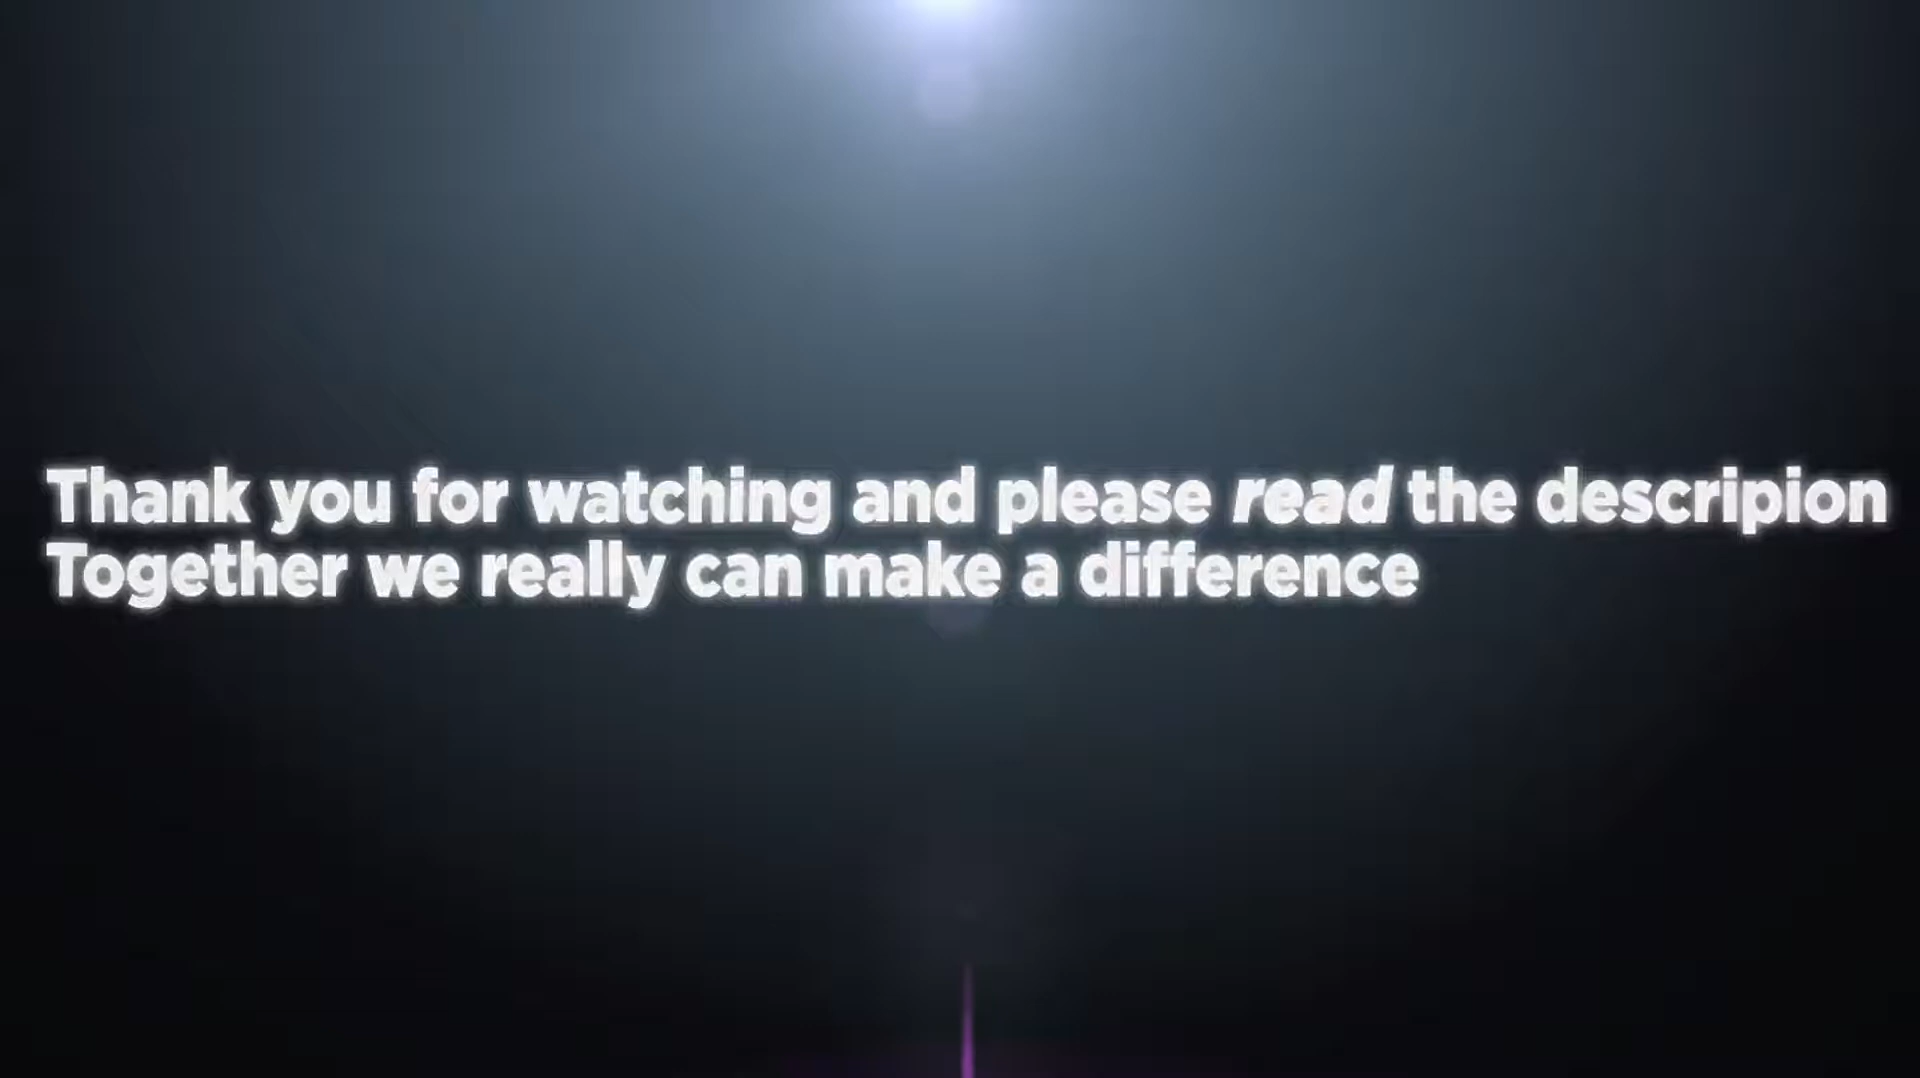 Thank you for watching and please read the descripion
Together we really can make a difference